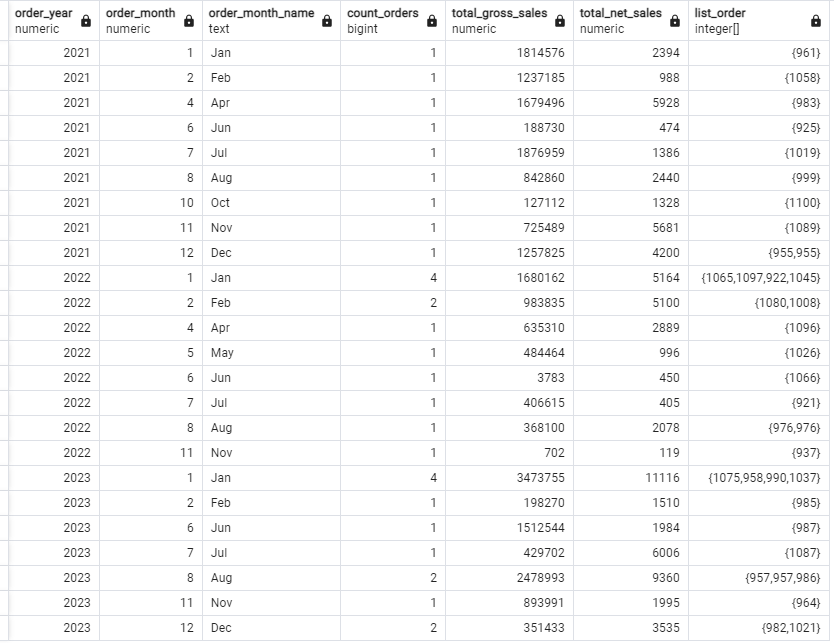 order_year order_month order_month_name count_orders total_gross_sales total_net_sales list_order
numeric numeric text bigint numeric numeric integer[]
2021 1 Jan 1 1814576 2394 {961}
2021 2 Feb 1 1237185 988 {1058}
2021 4 Apr 1 1679496 5928 {983}
2021 6 Jun 1 188730 474 {925}
2021 7 Jul 1 1876959 1386 {1019}
2021 8 Aug 1 842860 2440 {999}
2021 10 Oct 1 127112 1328 {1100}
2021 11 Nov 1 725489 5681 {1089}
2021 12 Dec 1 1257825 4200 {955,955}
2022 1 Jan 4 1680162 5164 {1065,1097,922,1045}
2022 2 Feb 2 983835 5100 {1080,1008}
2022 4 Apr 1 635310 2889 {1096}
2022 5 May 1 484464 996 {1026}
2022 6 Jun 1 3783 450 {1066}
2022 7 Jul 1 406615 405 {921}
2022 8 Aug 1 368100 2078 {976,976}
2022 11 Nov 1 702 119 {937}
2023 1 Jan 4 3473755 11116 {1075,958,990,1037}
2023 2 Feb 1 198270 1510 {985}
2023 6 Jun 1 1512544 1984 {987}
2023 7 Jul 1 429702 6006 {1087}
2023 8 Aug 2 2478993 9360 {957,957,986}
2023 11 Nov 1 893991 1995 {964}
2023 12 Dec 2 351433 3535 {982,1021}